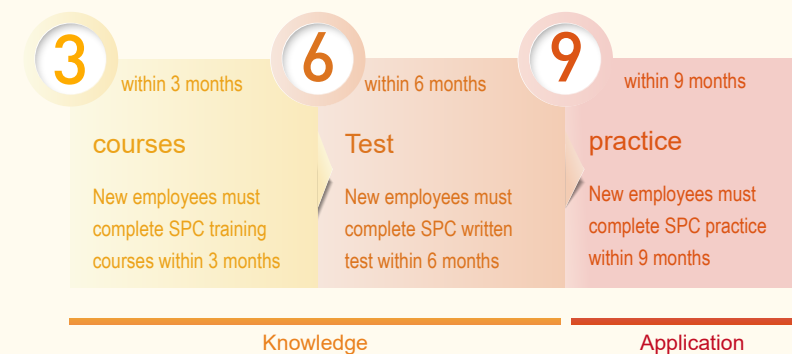 3
within 3 months
courses
New employees must
complete SPC training
courses within 3 months
6
within 6 months
Test
New employees must
complete SPC written
test within 6 months
9
within 9 months
practice
New employees must
complete SPC practice
within 9 months
Knowledge
Application